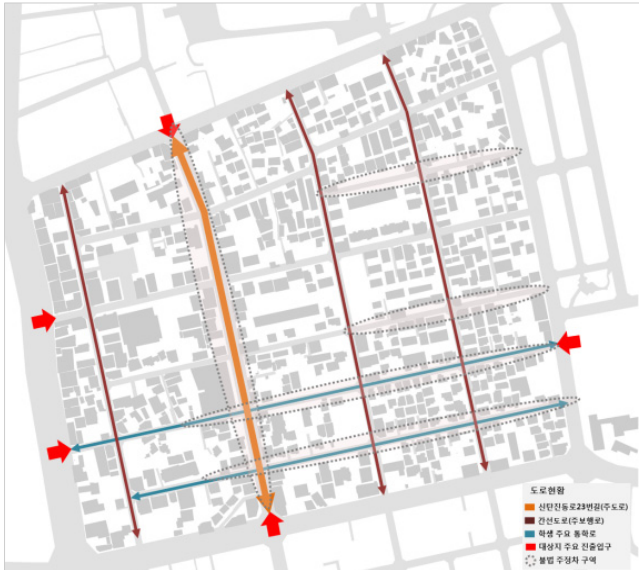 도로현황
산단진등로23번길(주도로)
간선도로(주보행로)
학생 주요 통학로
대상지 주요 진출입구
불법 주정차 구역